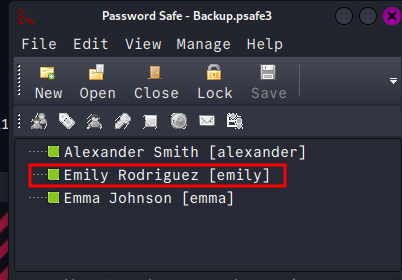 Password Safe - Backup.psafe3
File Edit View Manage Help
New Open Close Lock Save
Alexander Smith [alexander]
Emily Rodriguez [emily]
Emma Johnson [emma]